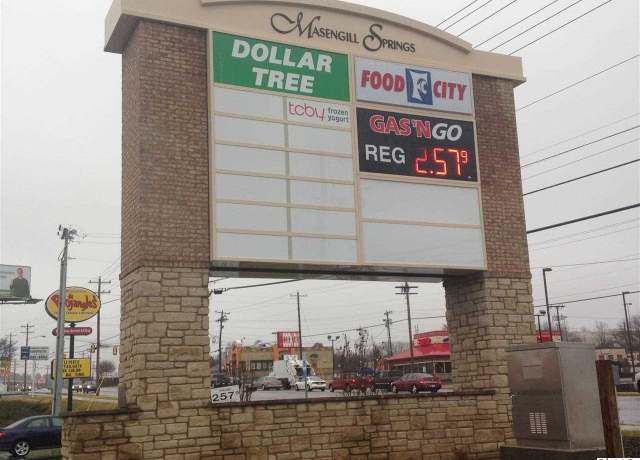 Masengill Springs
DOLLAR TREE
FOOD CITY
tcby frozen yogurt
GAS'N GO
REG 2.57⁹
Bojangles
257